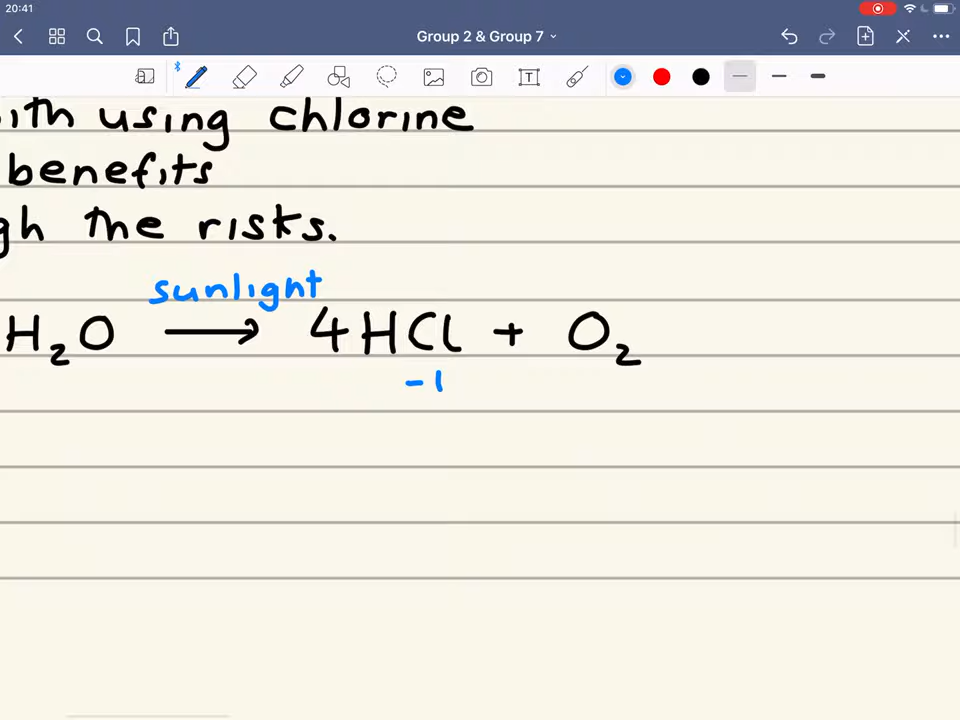 20:41
Group 2 & Group 7
T
ith using chlorine
benefits
gh the risks.
sunlight
H₂O ⟶ 4HCl + O₂
-1